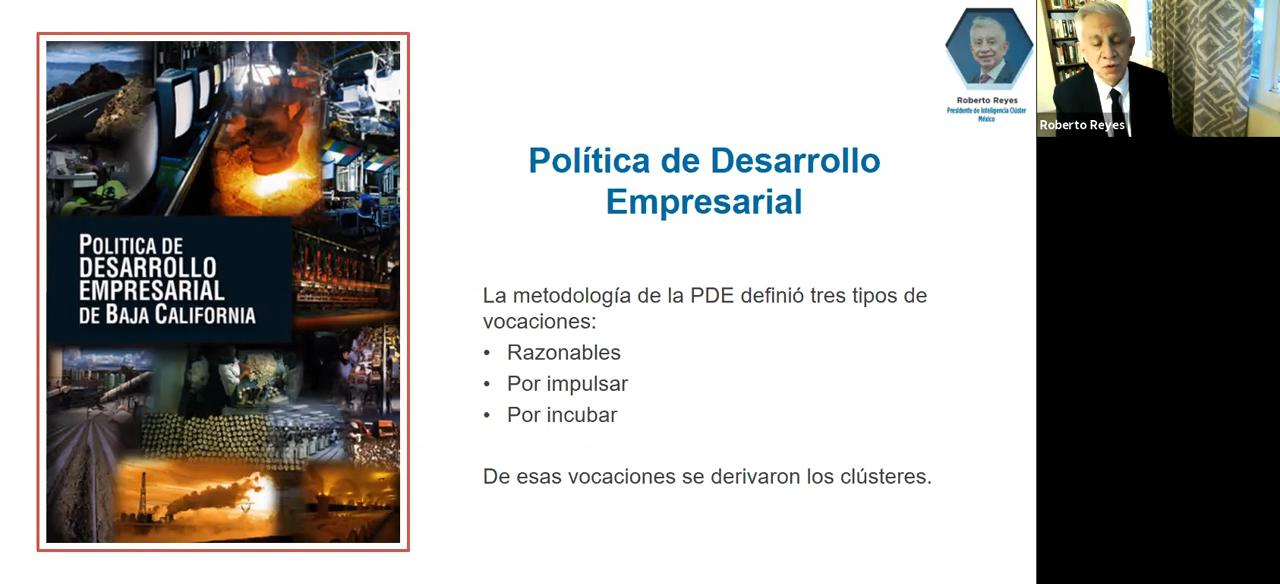 POLITICA DE
DESARROLLO
EMPRESARIAL
DE BAJA CALIFORNIA
Política de Desarrollo
Empresarial
La metodología de la PDE definió tres tipos de
vocaciones:
• Razonables
• Por impulsar
• Por incubar
De esas vocaciones se derivaron los clústeres.
Roberto Reyes
Presidente de Inteligencia Clúster
México
Roberto Reyes